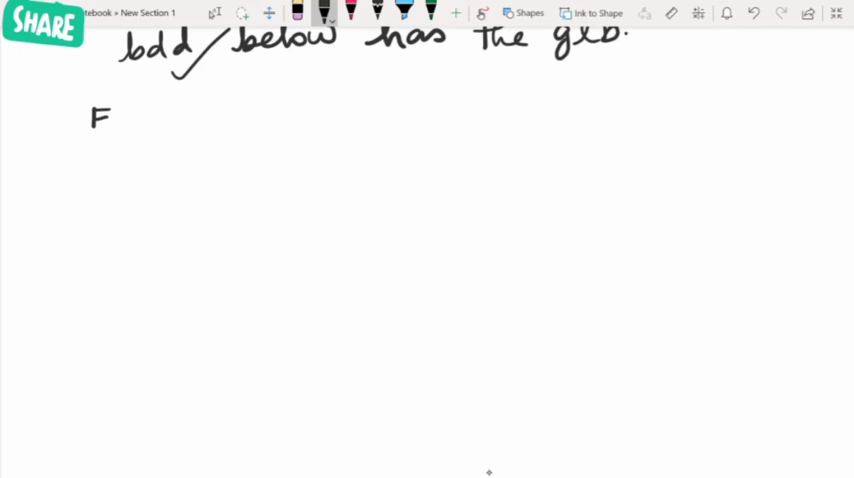 SHARE
tebook » New Section 1
Shapes
Ink to Shape
bdd below has the glb.
F